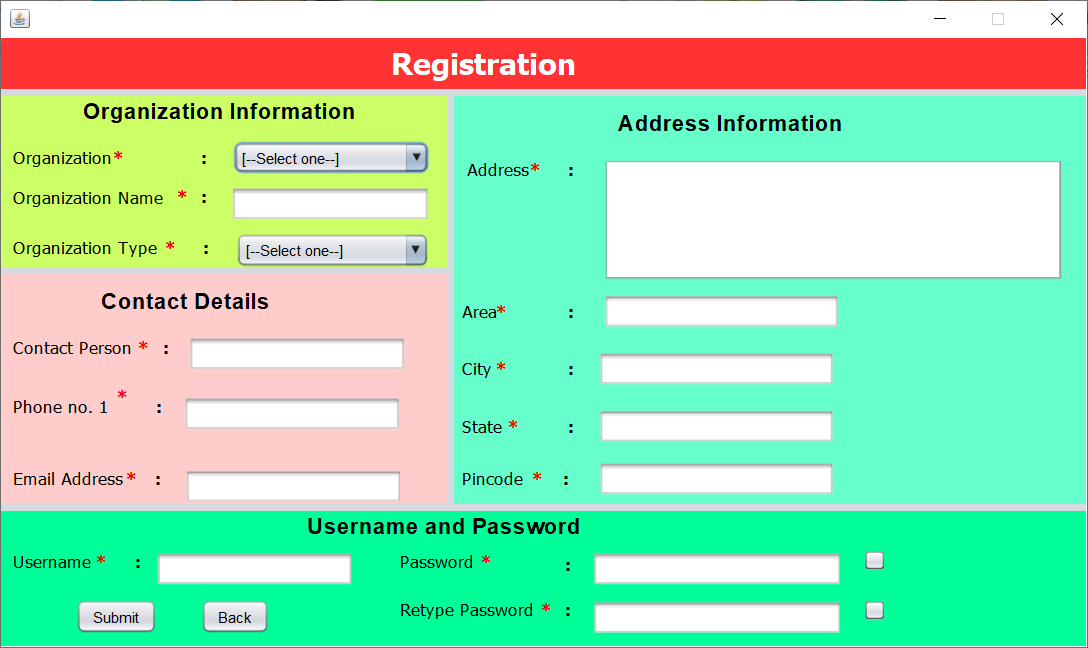 Registration
Organization Information
Organization* :
[--Select one--]
Organization Name * :
Organization Type * :
[--Select one--]
Contact Details
Contact Person * :
Phone no. 1 * :
Email Address * :
Address Information
Address* :
Area* :
City * :
State * :
Pincode * :
Username and Password
Username * :
Password * :
Retype Password * :
Submit
Back